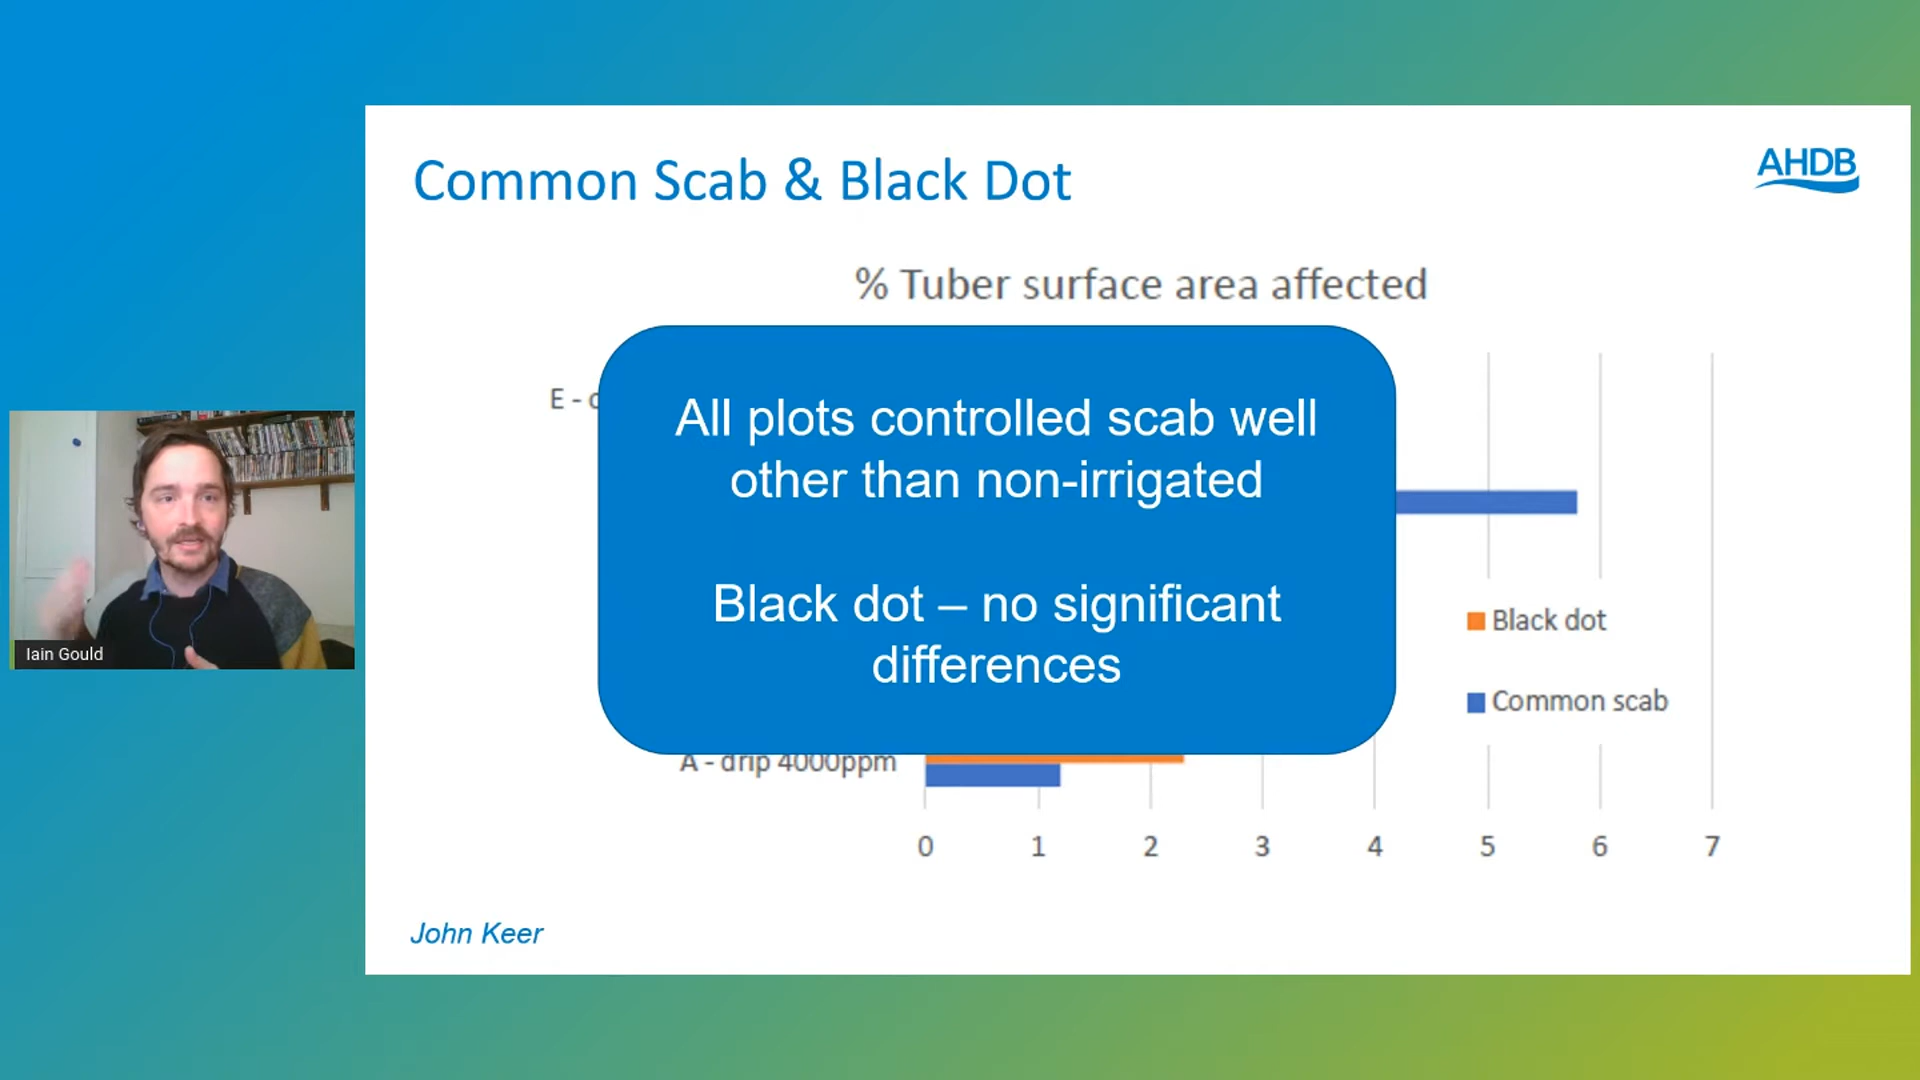 Common Scab & Black Dot
AHDB
% Tuber surface area affected
E -
All plots controlled scab well
other than non-irrigated
Black dot – no significant
differences
Black dot
Common scab
A - drip 4000ppm
0 1 2 3 4 5 6 7
John Keer
Iain Gould